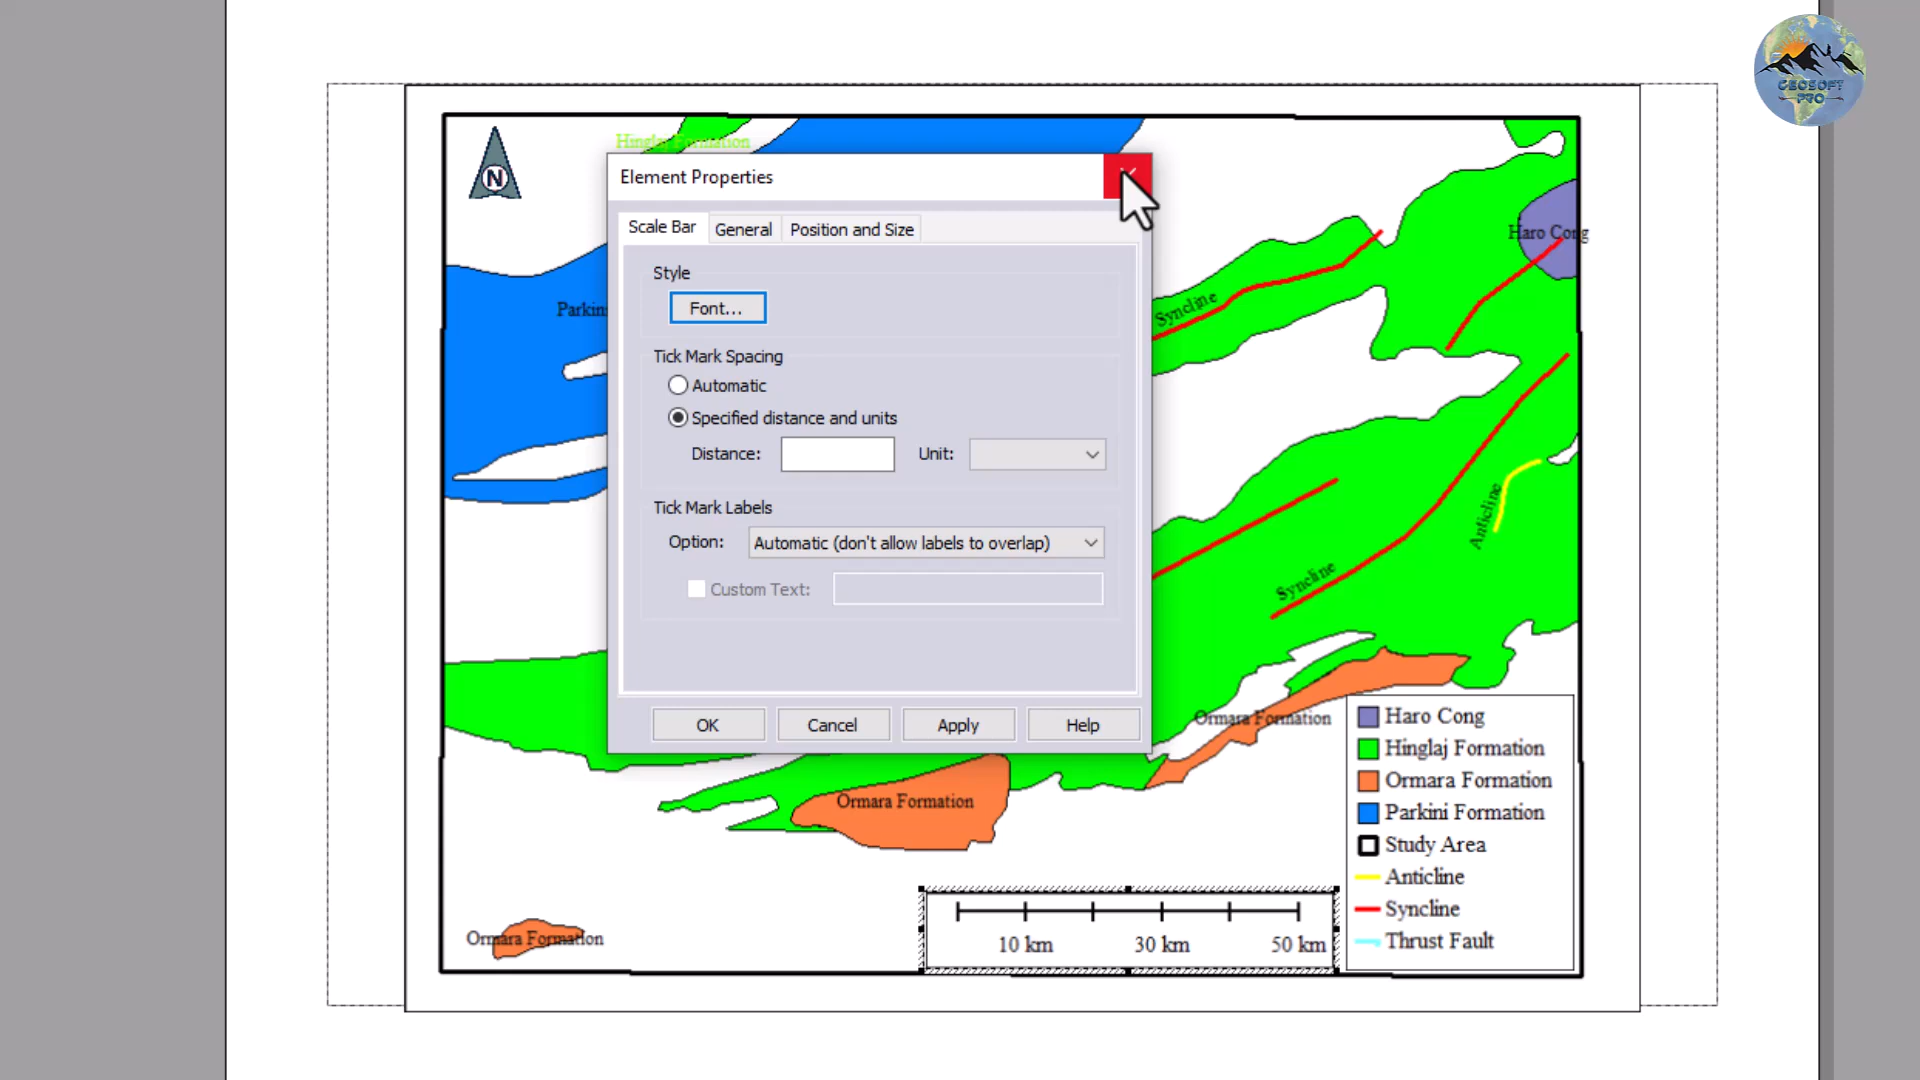 GEOSOFT
PRO
Hinglaj Formation
N
Element Properties
Scale Bar
General
Position and Size
Haro Cong
Style
Font...
Parkini
Syncline
Tick Mark Spacing
Automatic
Specified distance and units
Distance:
Unit:
Anticline
Tick Mark Labels
Option:
Automatic (don't allow labels to overlap)
Custom Text:
Syncline
OK
Cancel
Apply
Help
Ormara Formation
Haro Cong
Hinglaj Formation
Ormara Formation
Parkini Formation
Study Area
Anticline
Syncline
Thrust Fault
Ormara Formation
Ormara Formation
10 km
30 km
50 km